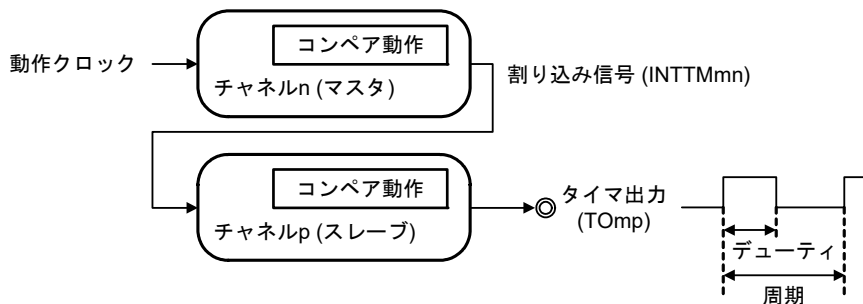 コンペア動作
動作クロック
チャネルn (マスタ)
割り込み信号 (INTTMmn)
コンペア動作
チャネルp (スレーブ)
タイマ出力
(TOmp)
デューティ
周期